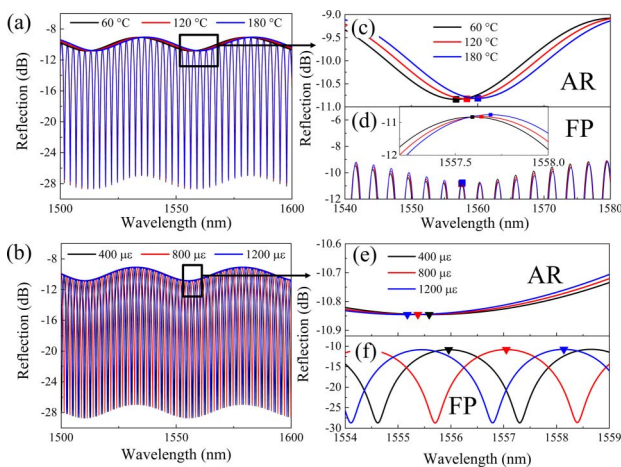 (a)
60 °C 120 °C 180 °C
-8
-12
-16
-20
-24
-28
Reflection (dB)
1500 1550 1600
Wavelength (nm)
(c)
60 °C
120 °C
180 °C
AR
-9.0
-9.5
-10.0
-10.5
-11.0
Reflection (dB)
(d)
FP
-11
-12
1557.5 1558.0
-6
-8
-10
-12
1540 1550 1560 1570 1580
Wavelength (nm)
(b)
400 με 800 με 1200 με
-8
-12
-16
-20
-24
-28
Reflection (dB)
1500 1550 1600
Wavelength (nm)
(e)
400 με
800 με
1200 με
AR
-10.6
-10.7
-10.8
-10.9
Reflection (dB)
(f)
FP
-10
-15
-20
-25
-30
1554 1555 1556 1557 1558 1559
Wavelength (nm)